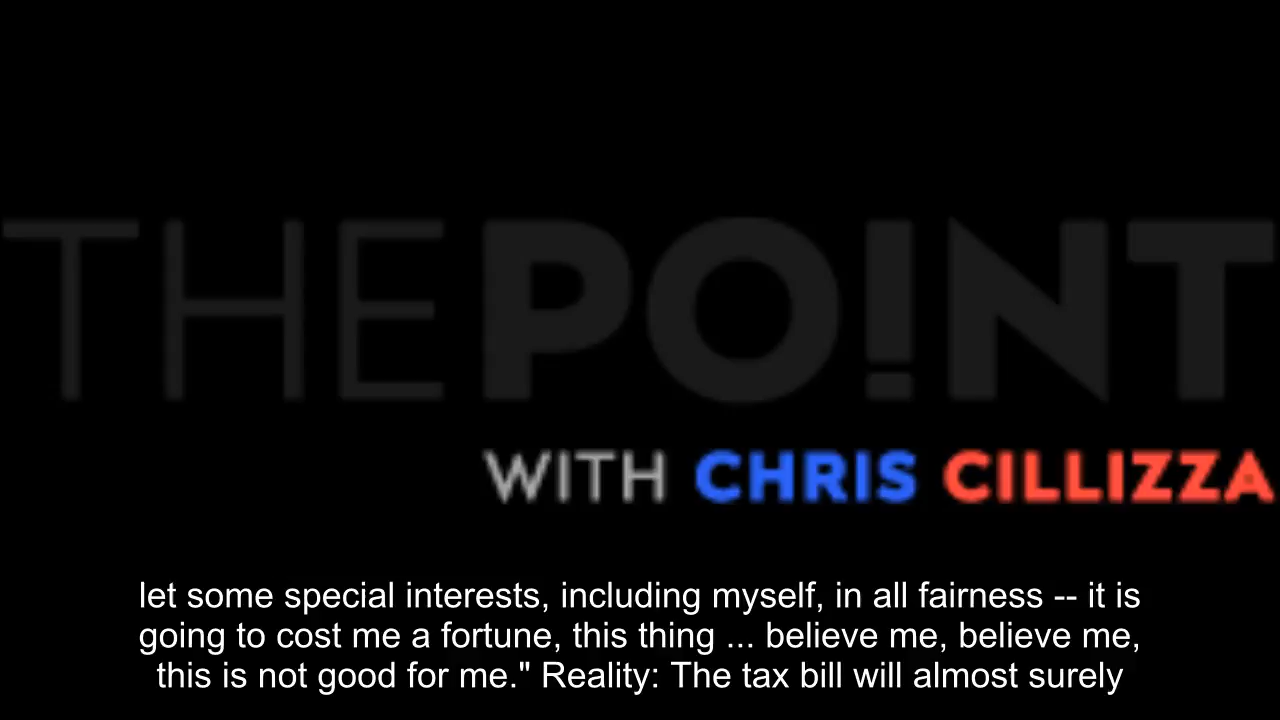 THE PO!NT
WITH CHRIS CILLIZZA
let some special interests, including myself, in all fairness -- it is
going to cost me a fortune, this thing ... believe me, believe me,
this is not good for me." Reality: The tax bill will almost surely